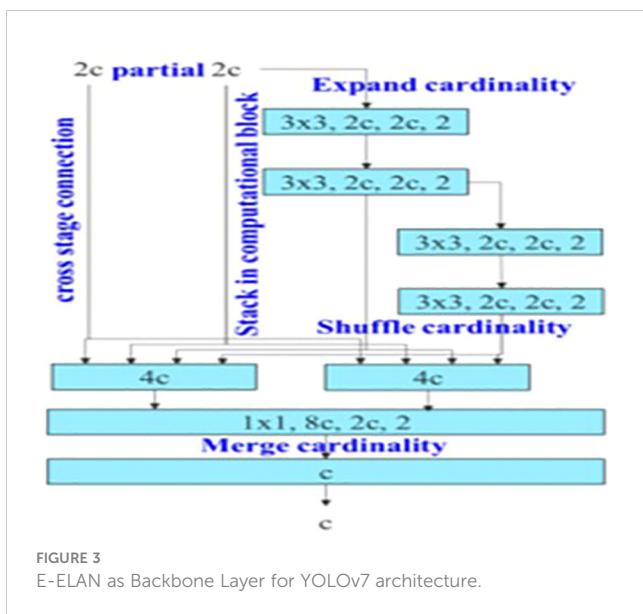 2c partial 2c
Expand cardinality
3x3, 2c, 2c, 2
3x3, 2c, 2c, 2
cross stage connection
Stack in computational block
3x3, 2c, 2c, 2
3x3, 2c, 2c, 2
Shuffle cardinality
4c 4c
1x1, 8c, 2c, 2
Merge cardinality
c
c
FIGURE 3
E-ELAN as Backbone Layer for YOLOv7 architecture.